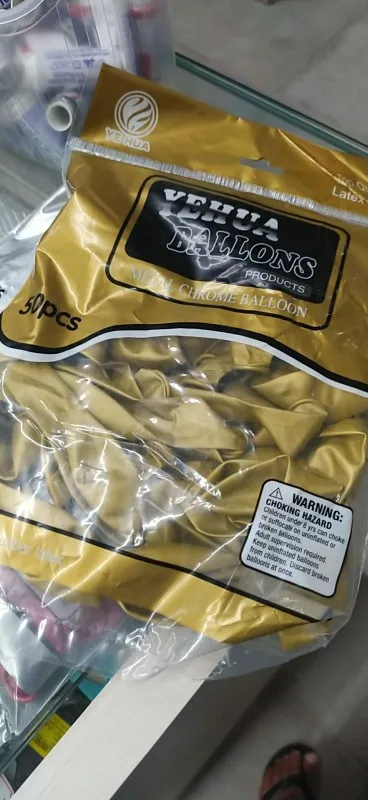 YEHUA
Latex
YEHUA
BALLONS
PRODUCTS
METAL CHROME BALLOON
50pcs
WARNING:
CHOKING HAZARD
Children under 8 yrs can choke
or suffocate on uninflated or
broken balloons.
Adult supervision required.
Keep uninflated balloons
from children. Discard broken
balloons at once.